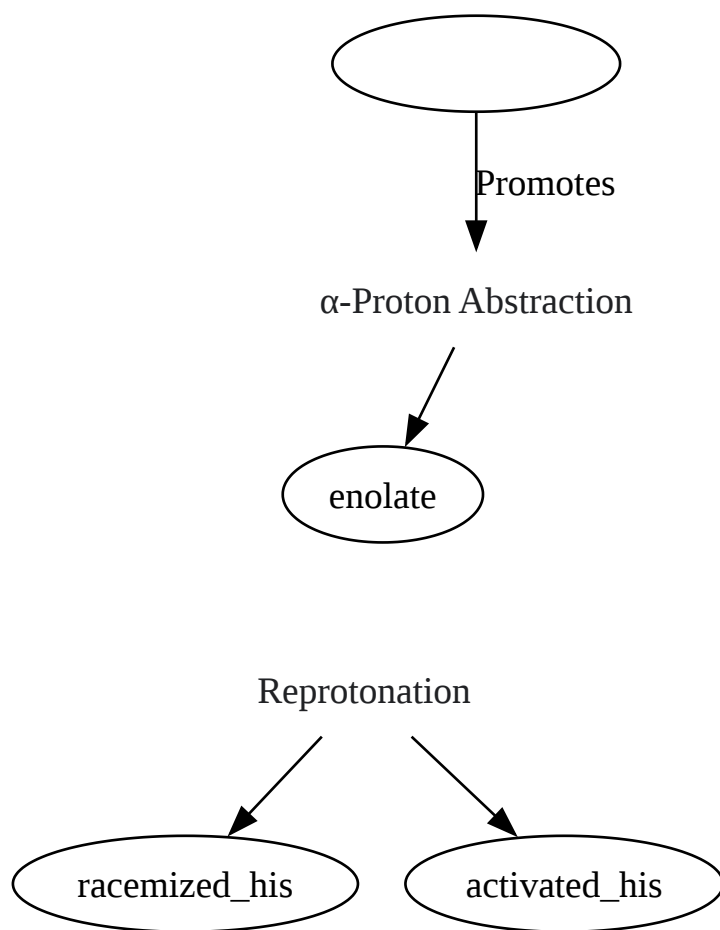 Promotes
α-Proton Abstraction
enolate
Reprotonation
racemized_his
activated_his